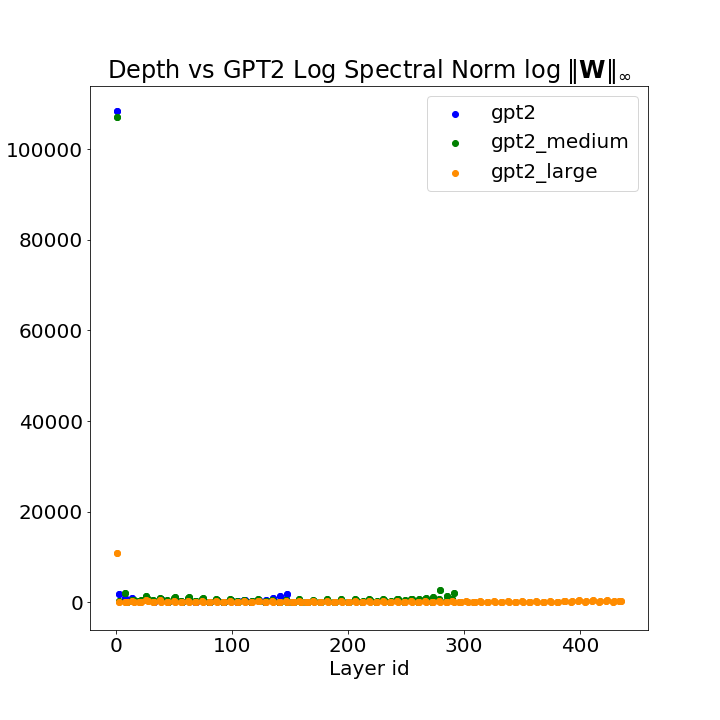 Depth vs GPT2 Log Spectral Norm log ‖𝐖‖∞
gpt2
gpt2_medium
gpt2_large
100000
80000
60000
40000
20000
0
0 100 200 300 400
Layer id